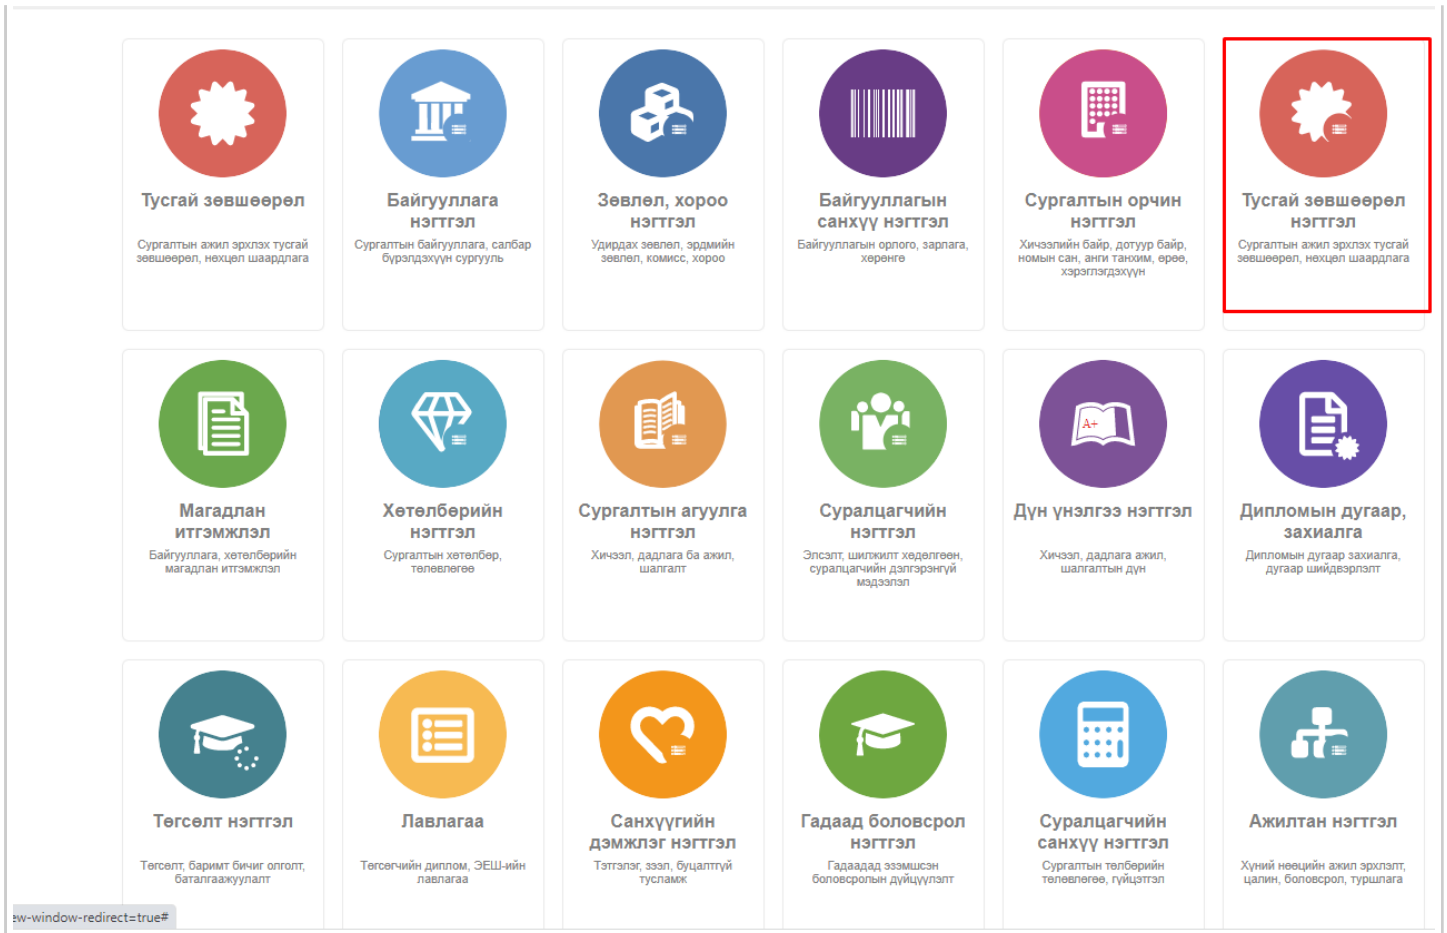 Тусгай зөвшөөрөл
Сургалтын ажил эрхлэх тусгай
зөвшөөрөл, нөхцөл шаардлага
Байгууллага
нэгтгэл
Сургалтын байгууллага, салбар
бүрэлдэхүүн сургууль
Зөвлөл, хороо
нэгтгэл
Удирдах зөвлөл, эрдмийн
зөвлөл, комисс, хороо
Байгууллагын
санхүү нэгтгэл
Байгууллагын орлого, зарлага,
хөрөнгө
Сургалтын орчин
нэгтгэл
Хичээлийн байр, дотуур байр,
номын сан, анги танхим, өрөө,
хэрэглэгдэхүүн
Тусгай зөвшөөрөл
нэгтгэл
Сургалтын ажил эрхлэх тусгай
зөвшөөрөл, нөхцөл шаардлага
Магадлан
итгэмжлэл
Байгууллага, хөтөлбөрийн
магадлан итгэмжлэл
Хөтөлбөрийн
нэгтгэл
Сургалтын хөтөлбөр,
төлөвлөгөө
Сургалтын агуулга
нэгтгэл
Хичээл, дадлага ба ажил,
шалгалт
Суралцагчийн
нэгтгэл
Элсэлт, шилжилт хөдөлгөөн,
суралцагчийн дэлгэрэнгүй
мэдээлэл
A+
Дүн үнэлгээ нэгтгэл
Хичээл, дадлага ажил,
шалгалтын дүн
Дипломын дугаар,
захиалга
Дипломын дугаар захиалга,
дугаар шийдвэрлэлт
Төгсөлт нэгтгэл
Төгсөлт, баримт бичиг олголт,
баталгаажуулалт
Лавлагаа
Төгсөгчийн диплом, ЭЕШ-ийн
лавлагаа
Санхүүгийн
дэмжлэг нэгтгэл
Тэтгэлэг, зээл, буцалтгүй
тусламж
Гадаад боловсрол
нэгтгэл
Гадаадад эзэмшсэн
боловсролын дүйцүүлэлт
Суралцагчийн
санхүү нэгтгэл
Сургалтын төлбөрийн
төлөвлөгөө, гүйцэтгэл
Ажилтан нэгтгэл
Хүний нөөцийн ажил эрхлэлт,
цалин, боловсрол, туршлага
ew-window-redirect=true#